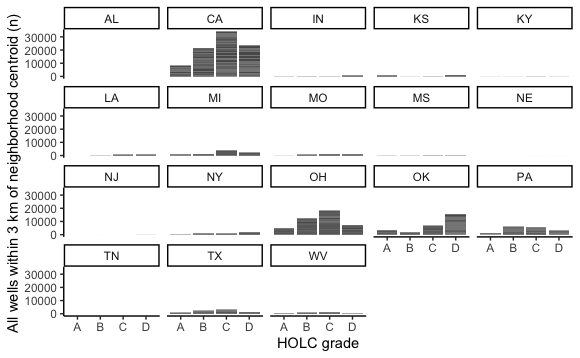 All wells within 3 km of neighborhood centroid (n)
AL CA IN KS KY
30000
20000
10000
0
LA MI MO MS NE
30000
20000
10000
0
NJ NY OH OK PA
30000
20000
10000
0
A B C D A B C D
TN TX WV
30000
20000
10000
0
A B C D A B C D A B C D
HOLC grade